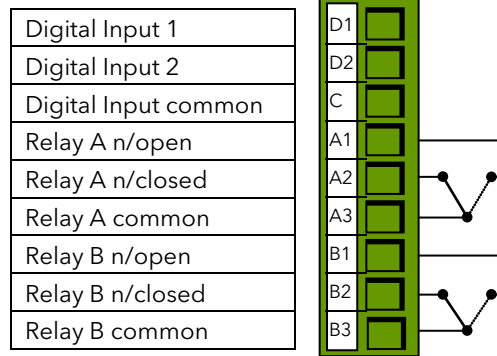 Digital Input 1 D1
Digital Input 2 D2
Digital Input common C
Relay A n/open A1
Relay A n/closed A2
Relay A common A3
Relay B n/open B1
Relay B n/closed B2
Relay B common B3